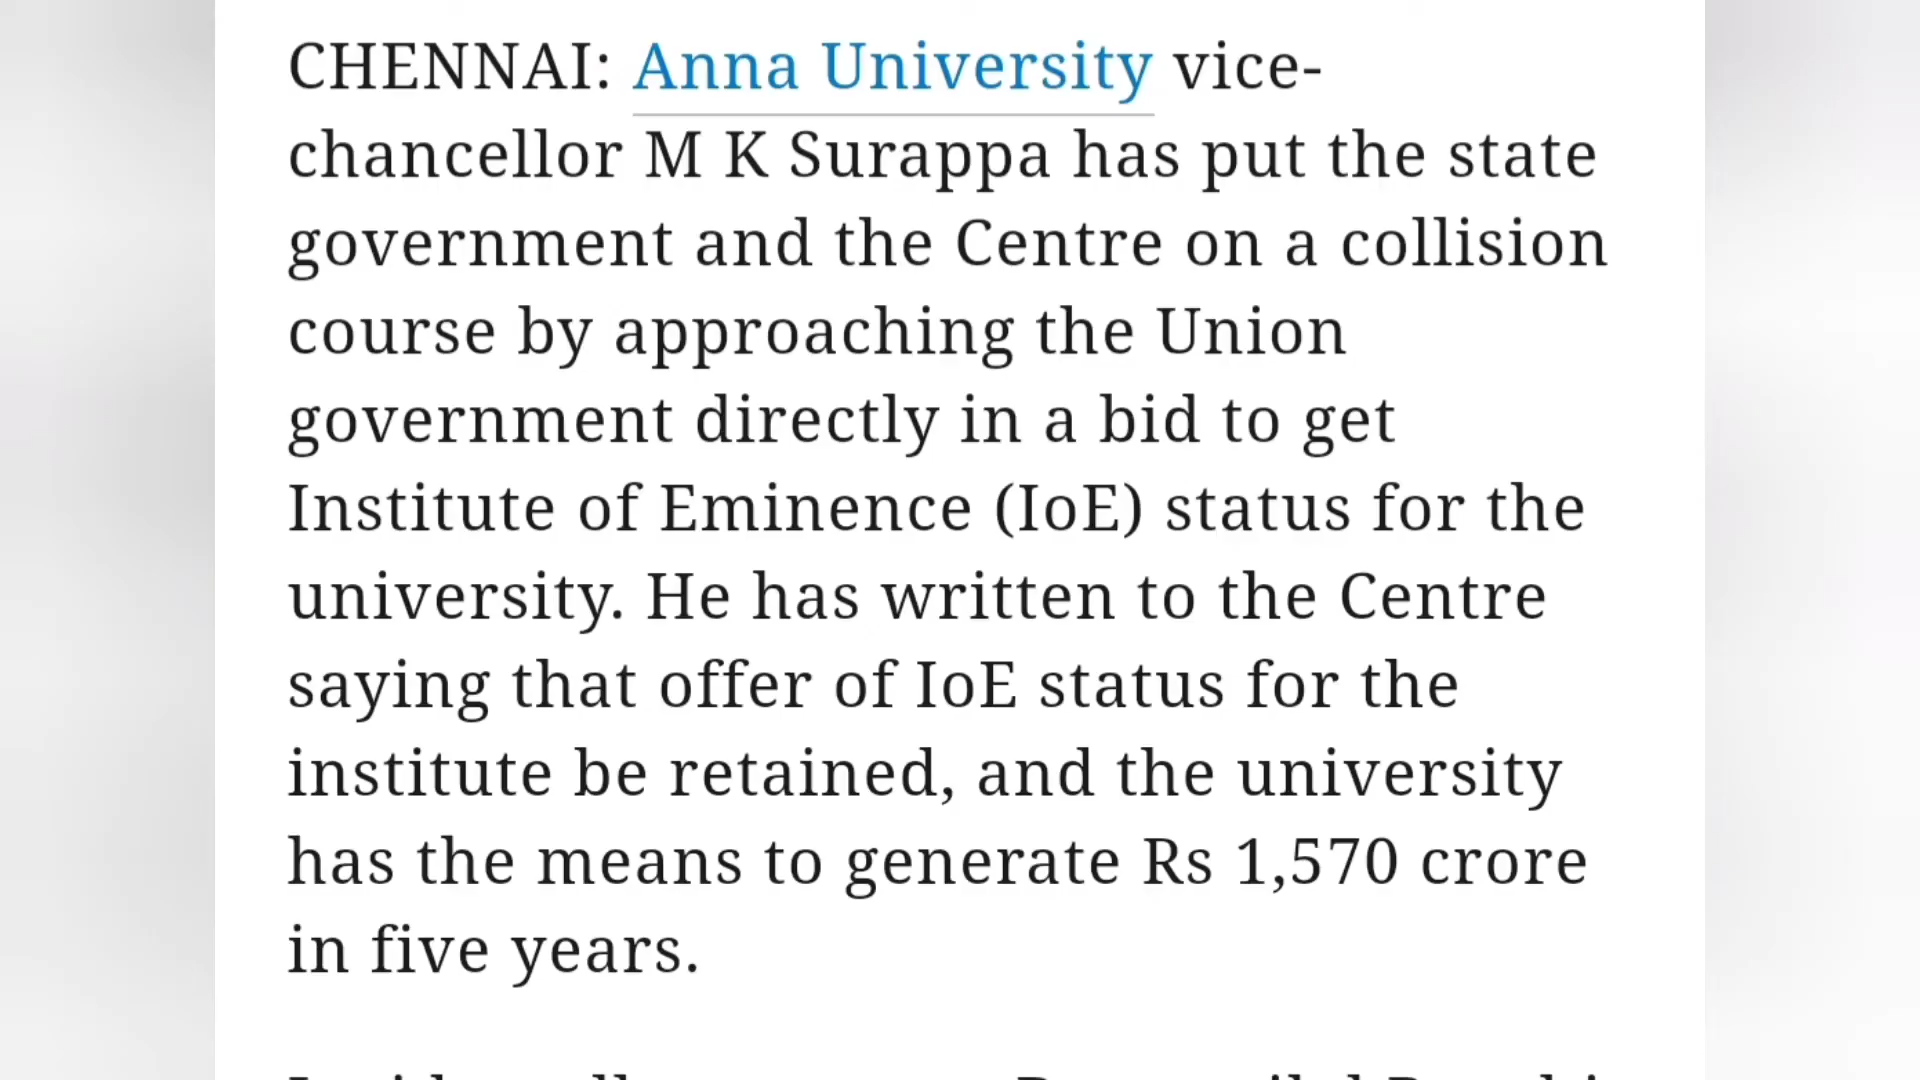 CHENNAI: Anna University vice-
chancellor M K Surappa has put the state
government and the Centre on a collision
course by approaching the Union
government directly in a bid to get
Institute of Eminence (IoE) status for the
university. He has written to the Centre
saying that offer of IoE status for the
institute be retained, and the university
has the means to generate Rs 1,570 crore
in five years.